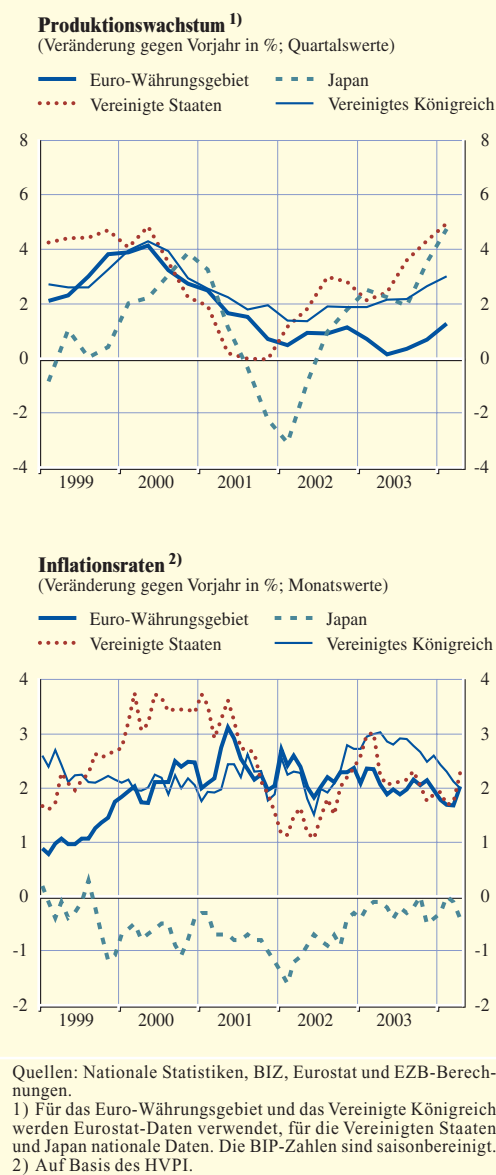 Produktionswachstum 1)
(Veränderung gegen Vorjahr in %; Quartalswerte)
Euro-Währungsgebiet Japan
Vereinigte Staaten Vereinigtes Königreich
8 8
6 6
4 4
2 2
0 0
-2 -2
-4 -4
1999 2000 2001 2002 2003
Inflationsraten 2)
(Veränderung gegen Vorjahr in %; Monatswerte)
Euro-Währungsgebiet Japan
Vereinigte Staaten Vereinigtes Königreich
4 4
3 3
2 2
1 1
0 0
-1 -1
-2 -2
1999 2000 2001 2002 2003
Quellen: Nationale Statistiken, BIZ, Eurostat und EZB-Berech-
nungen.
1) Für das Euro-Währungsgebiet und das Vereinigte Königreich
werden Eurostat-Daten verwendet, für die Vereinigten Staaten
und Japan nationale Daten. Die BIP-Zahlen sind saisonbereinigt.
2) Auf Basis des HVPI.